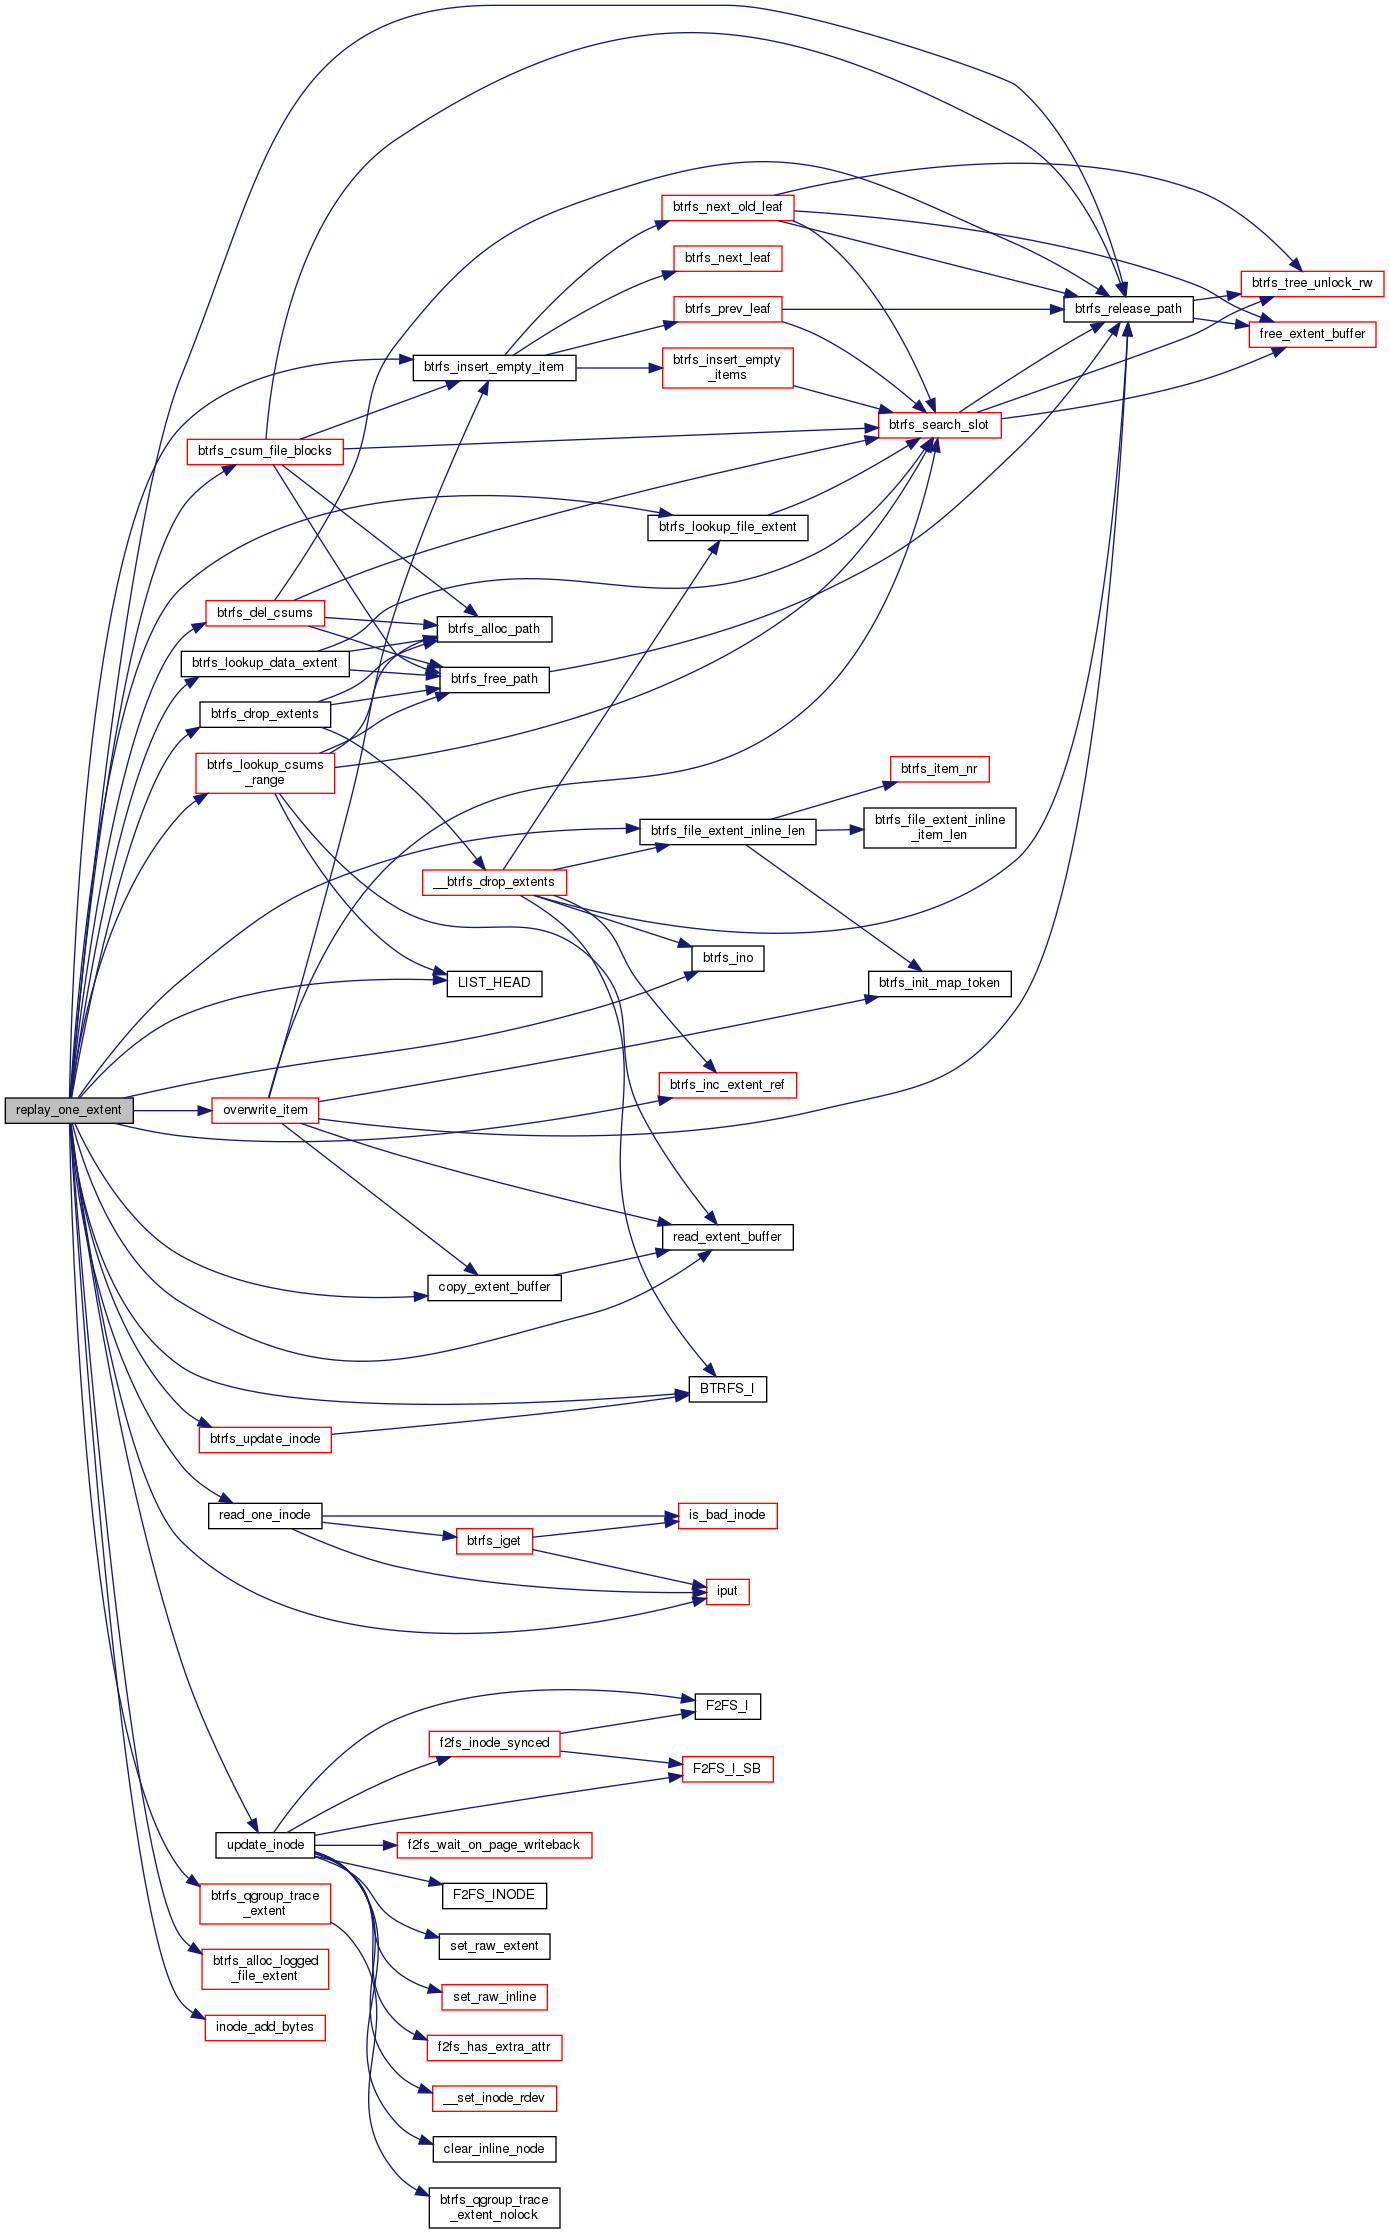 btrfs_next_old_leaf
btrfs_next_leaf
btrfs_tree_unlock_rw
btrfs_prev_leaf
btrfs_release_path
free_extent_buffer
btrfs_insert_empty_item
btrfs_insert_empty
_items
btrfs_search_slot
btrfs_csum_file_blocks
btrfs_lookup_file_extent
btrfs_del_csums
btrfs_alloc_path
btrfs_lookup_data_extent
btrfs_free_path
btrfs_drop_extents
btrfs_lookup_csums
_range
btrfs_item_nr
btrfs_file_extent_inline_len
btrfs_file_extent_inline
_item_len
__btrfs_drop_extents
btrfs_ino
LIST_HEAD
btrfs_init_map_token
btrfs_inc_extent_ref
replay_one_extent
overwrite_item
read_extent_buffer
copy_extent_buffer
BTRFS_I
btrfs_update_inode
read_one_inode
is_bad_inode
btrfs_iget
iput
F2FS_I
f2fs_inode_synced
F2FS_I_SB
update_inode
f2fs_wait_on_page_writeback
btrfs_qgroup_trace
_extent
F2FS_INODE
set_raw_extent
btrfs_alloc_logged
_file_extent
set_raw_inline
inode_add_bytes
f2fs_has_extra_attr
__set_inode_rdev
clear_inline_node
btrfs_qgroup_trace
_extent_nolock